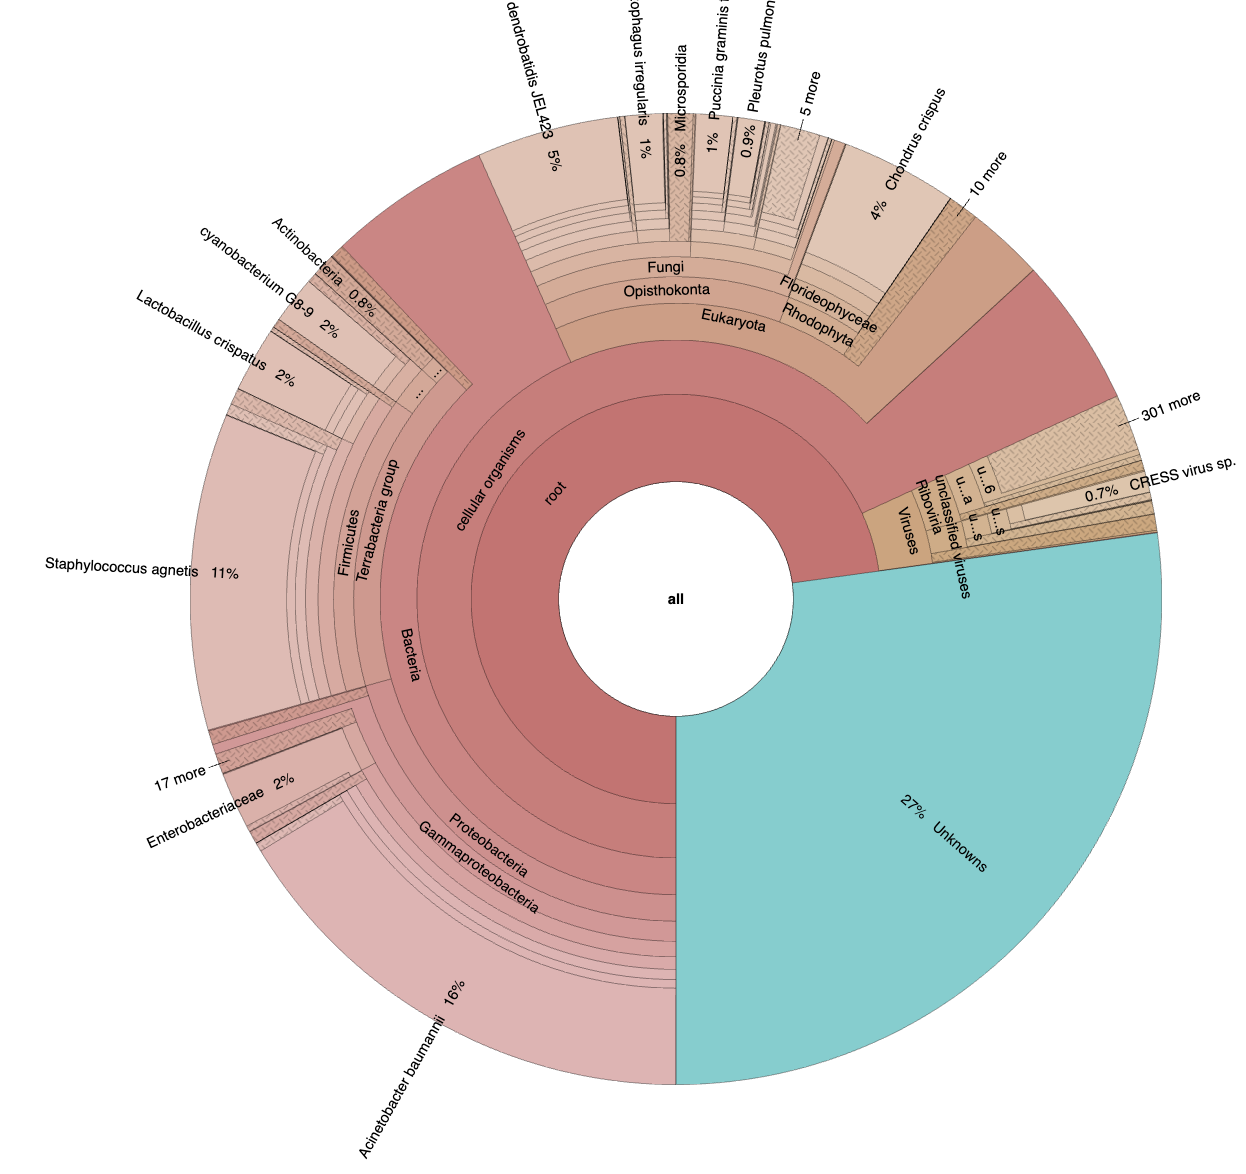 dendrobatidis JEL423 5%
ophagus irregularis 1%
Microsporidia 0.8%
Puccinia graminis 1%
Pleurotus pulmon 0.9%
5 more
4% Chondrus crispus
10 more
Actinobacteria 0.8%
cyanobacterium G8-9 2%
Lactobacillus crispatus 2%
...
...
Fungi
Opisthokonta
Eukaryota
Florideophyceae
Rhodophyta
301 more
0.7% CRESS virus sp.
u...6
u...a
u...s
u...s
unclassified viruses
Riboviria
Viruses
cellular organisms
root
Terrabacteria group
Firmicutes
Staphylococcus agnetis 11%
all
Bacteria
17 more
Enterobacteriaceae 2%
Proteobacteria
Gammaproteobacteria
27% Unknowns
Acinetobacter baumannii 16%